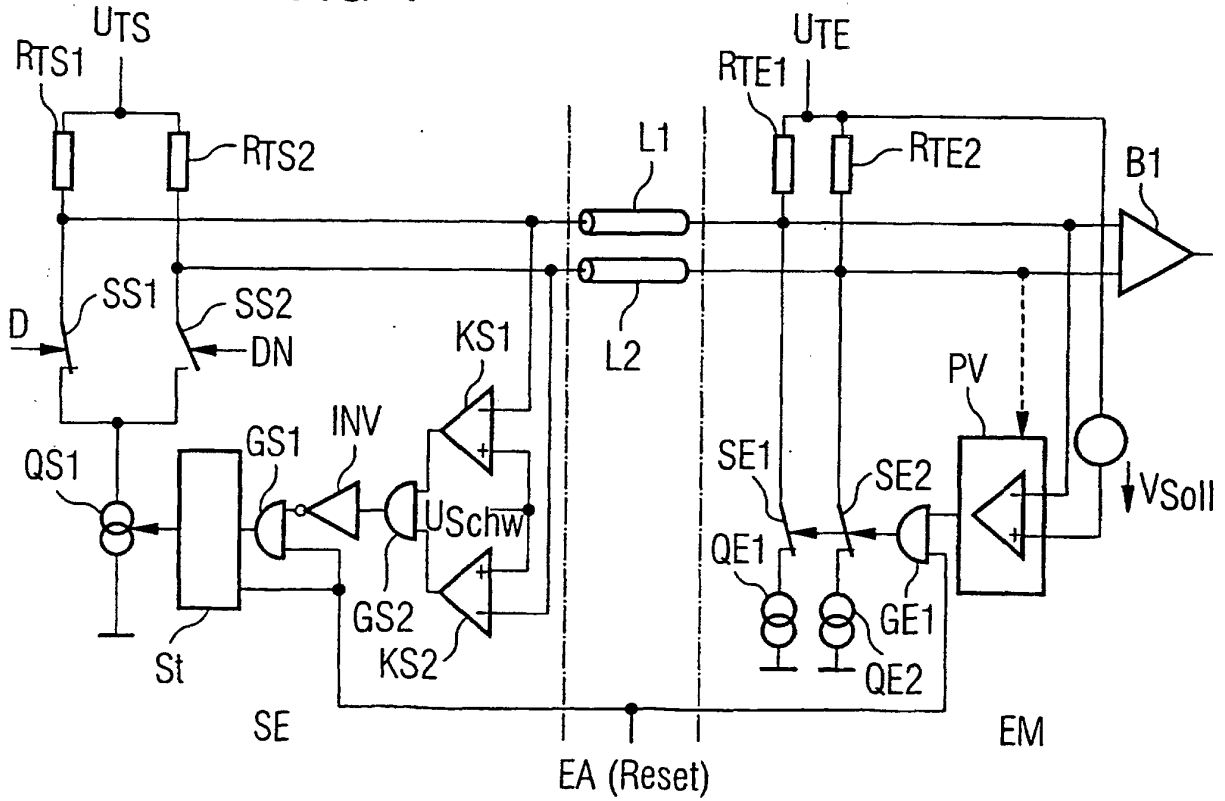 UTS
UTE
RTS1
RTE1
L1
RTS2
RTE2
B1
SS1
SS2
D
DN
KS1
L2
PV
INV
GS1
QS1
SE1
SE2
VSoll
USchw
QE1
GS2
GE1
KS2
St
QE2
SE
EM
EA (Reset)